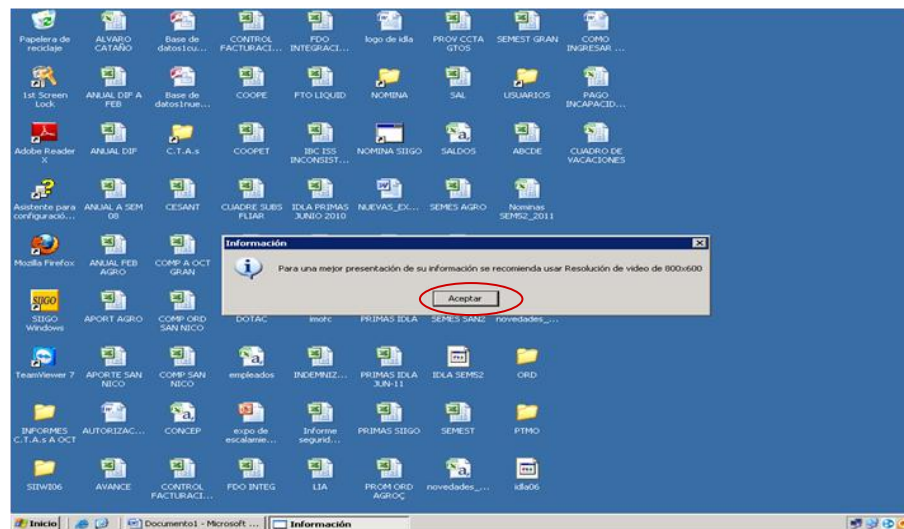 Papelera de reciclaje
ALVARO CATAÑO
Base de datos1cu...
CONTROL FACTURACI...
FDO INTEGRACI...
logo de idla
PROV CCTA GTOS
SEMEST GRAN
COMO INGRESAR ...
1st Screen Lock
ANUAL DIF A FEB
Base de datos1nue...
COOPE
FTO LIQUID
NOMINA
SAL
USUARIOS
PAGO INCAPACID...
Adobe Reader X
ANUAL DIF
C.T.A.s
COOPET
IBC ISS INCONSIST...
NOMINA SIIGO
SALDOS
ABCDE
CUADRO DE VACACIONES
Asistente para configuració...
ANUAL A SEM 08
CESANT
CUADRE SUBS FLIAR
IDLA PRIMAS JUNIO 2010
NUEVAS_EX...
SEMES AGRO
Nominas SEMS2_2011
Mozilla Firefox
ANUAL FEB AGRO
COMP A OCT GRAN
Información
Para una mejor presentación de su información se recomienda usar Resolución de video de 800x600
Aceptar
SIIGO
SIIGO Windows
APORT AGRO
COMP ORD SAN NICO
DOTAC
PRIMAS IDLA
SEMES SAN2
novedades_...
TeamViewer 7
APORTE SAN NICO
COMP SAN NICO
empleados
INDEMNIZ...
PRIMAS IDLA JUN-11
IDLA SEMS2
ORD
INFORMES C.T.A.s A OCT
AUTORIZAC...
CONCEP
expo de escalamie...
Informe segurid...
PRIMAS SIIGO
SEMEST
PTMO
SIIWI06
AVANCE
CONTROL FACTURACI...
FDO INTEG
LIA
PROM ORD AGROÇ
novedades_...
idla06
Inicio
Documento1 - Microsoft ...
Información